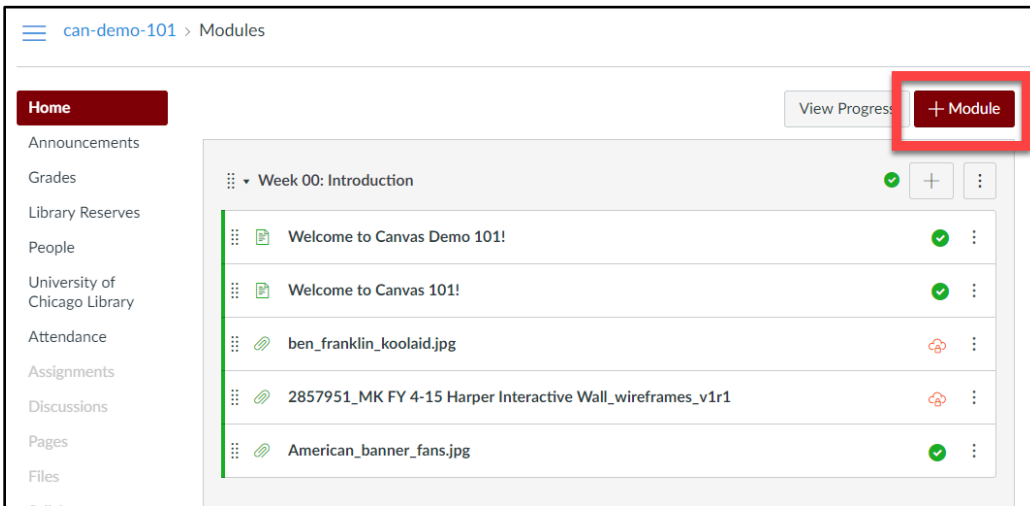 can-demo-101 > Modules
Home
Announcements
Grades
Library Reserves
People
University of
Chicago Library
Attendance
Assignments
Discussions
Pages
Files
View Progress
+ Module
Week 00: Introduction
Welcome to Canvas Demo 101!
Welcome to Canvas 101!
ben_franklin_koolaid.jpg
2857951_MK FY 4-15 Harper Interactive Wall_wireframes_v1r1
American_banner_fans.jpg